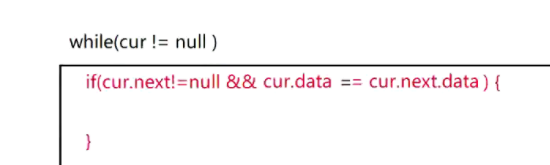 while(cur != null )
if(cur.next!=null && cur.data == cur.next.data ) {
}